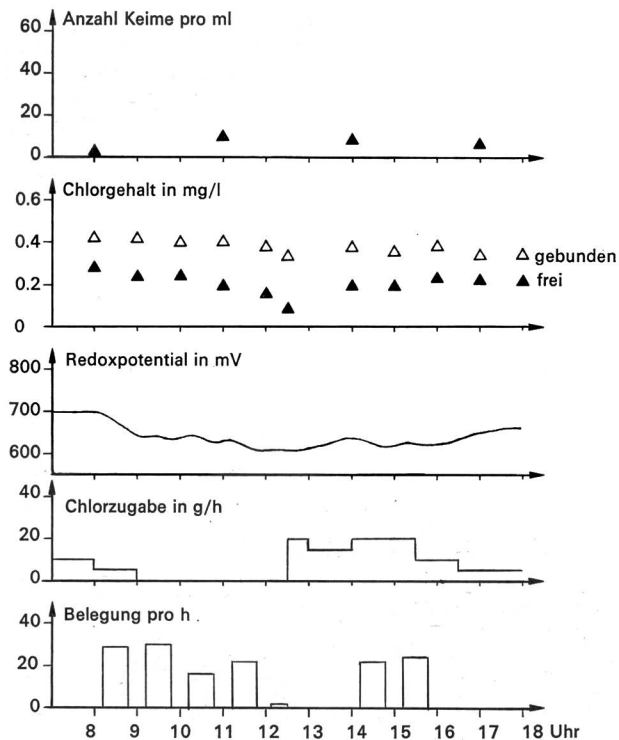 Anzahl Keime pro ml
60
40
20
0
Chlorgehalt in mg/l
0.6
0.4
0.2
0
gebunden
frei
Redoxpotential in mV
800
700
600
Chlorzugabe in g/h
40
20
0
Belegung pro h
40
20
0
8 9 10 11 12 13 14 15 16 17 18 Uhr